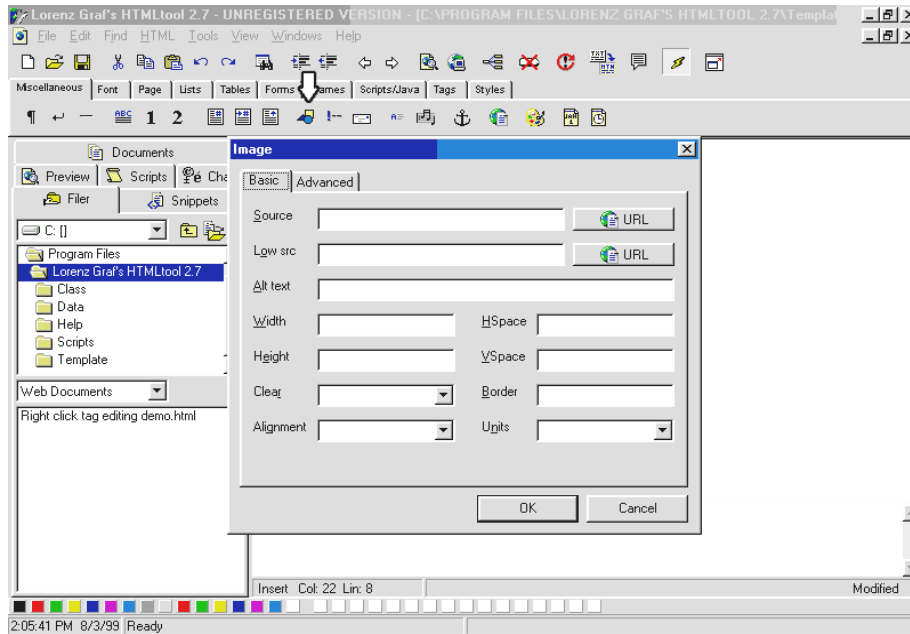 Lorenz Graf's HTMLtool 2.7 - UNREGISTERED VERSION - [C:\PROGRAM FILES\LORENZ GRAF'S HTMLTOOL 2.7\Templat
File Edit Find HTML Tools View Windows Help
Miscellaneous Font Page Lists Tables Forms ames Scripts/Java Tags Styles
ABC 1 2
Documents
Preview Scripts Cha
Filer Snippets
C: []
Program Files
Lorenz Graf's HTMLtool 2.7
Class
Data
Help
Scripts
Template
Web Documents
Right click tag editing demo.html
Image
Basic Advanced
Source URL
Low src URL
Alt text
Width HSpace
Height VSpace
Clear Border
Alignment Units
OK Cancel
Insert Col: 22 Lin: 8 Modified
2:05:41 PM 8/3/99 Ready